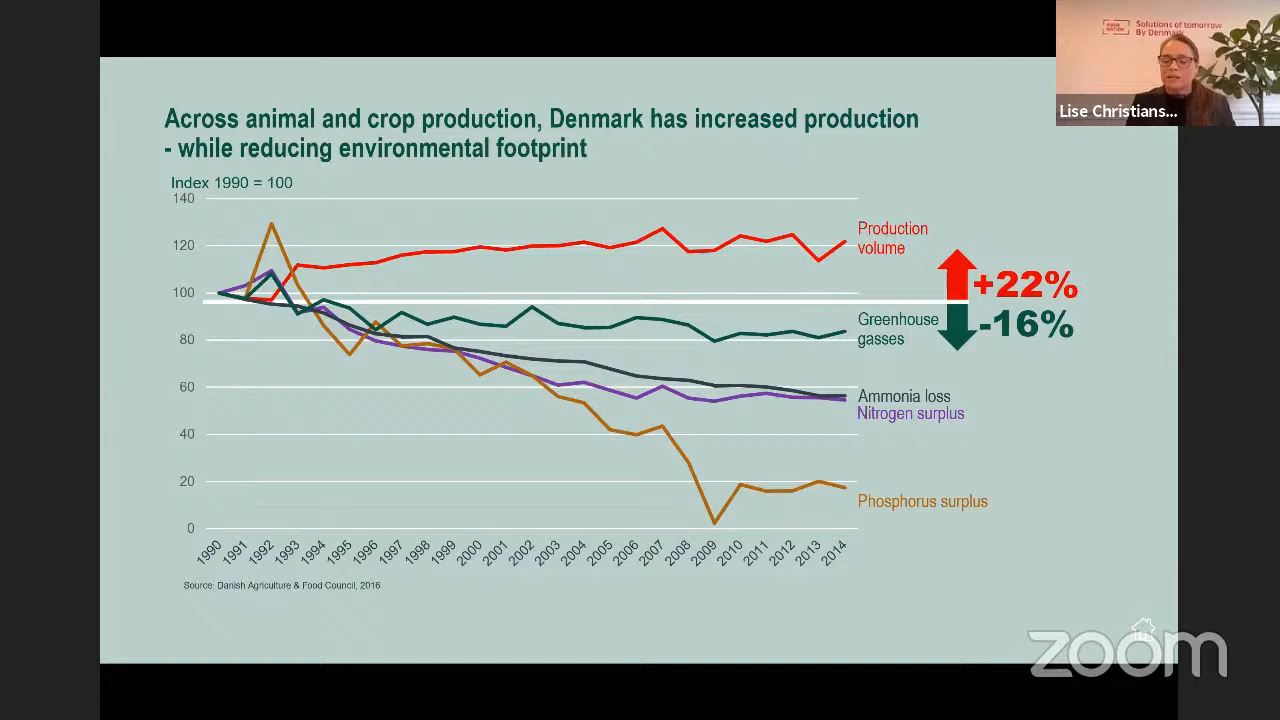 Solutions of tomorrow
By Denmark
FOOD
NATION
Lise Christians...
Across animal and crop production, Denmark has increased production
- while reducing environmental footprint
Index 1990 = 100
140
120
100
80
60
40
20
0
Production
volume
+22%
Greenhouse
gasses
-16%
Ammonia loss
Nitrogen surplus
Phosphorus surplus
1990 1991 1992 1993 1994 1995 1996 1997 1998 1999 2000 2001 2002 2003 2004 2005 2006 2007 2008 2009 2010 2011 2012 2013 2014
Source: Danish Agriculture & Food Council, 2016
zoom